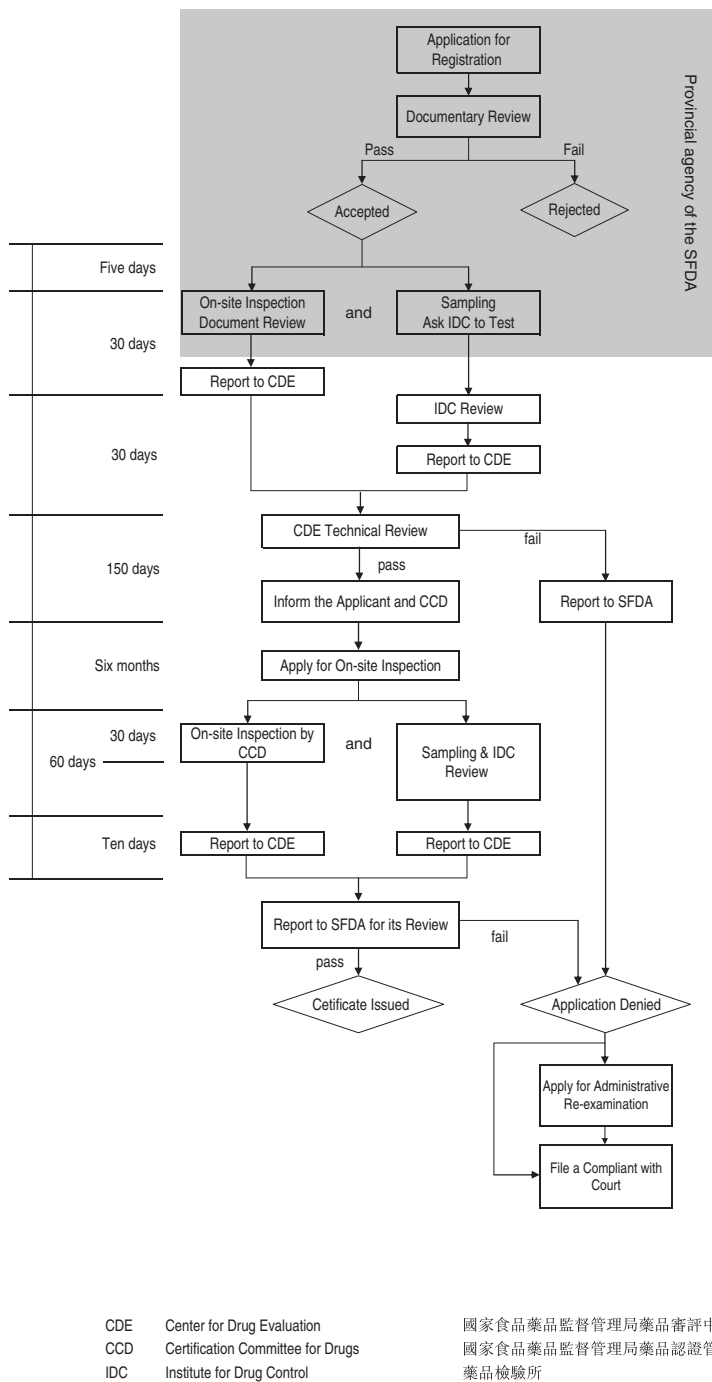 Application for
Registration
Documentary Review
Pass
Fail
Accepted
Rejected
Provincial agency of the SFDA
Five days
On-site Inspection
Document Review
and
Sampling
Ask IDC to Test
30 days
Report to CDE
IDC Review
30 days
Report to CDE
CDE Technical Review
fail
pass
150 days
Inform the Applicant and CCD
Report to SFDA
Six months
Apply for On-site Inspection
30 days
60 days
On-site Inspection by
CCD
and
Sampling & IDC
Review
Ten days
Report to CDE
Report to CDE
Report to SFDA for its Review
fail
pass
Cetificate Issued
Application Denied
Apply for Administrative
Re-examination
File a Compliant with
Court
CDE Center for Drug Evaluation 國家食品藥品監督管理局藥品審評中
CCD Certification Committee for Drugs 國家食品藥品監督管理局藥品認證管
IDC Institute for Drug Control 藥品檢驗所